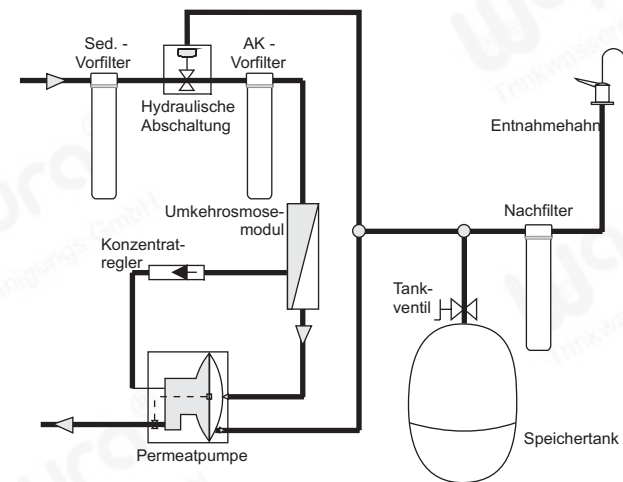 Sed. -
Vorfilter
AK -
Vorfilter
Hydraulische
Abschaltung
Entnahmehahn
Umkehrosmose-
modul
Nachfilter
Konzentrat-
regler
Tank-
ventil
Speichertank
Permeatpumpe